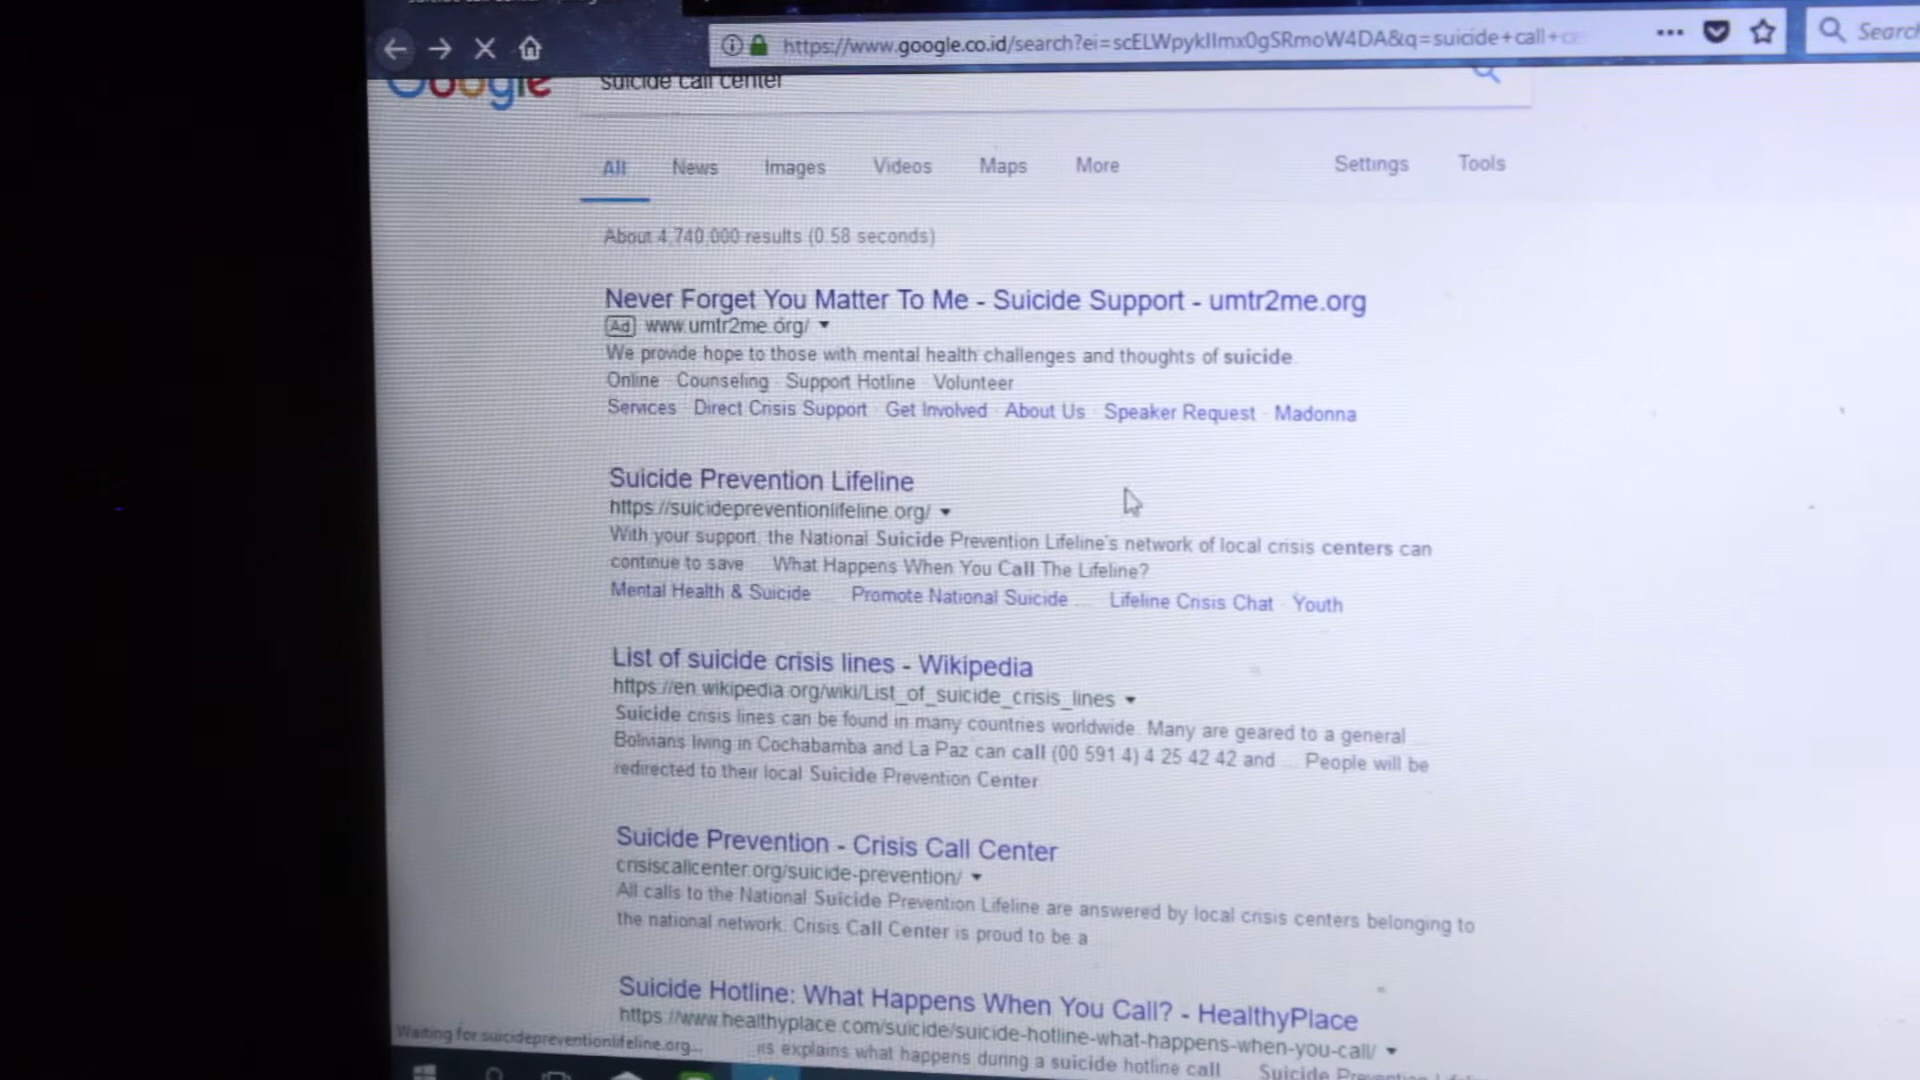 https://www.google.co.id/search?ei=scELWpykIImx0gSRmoW4DA&q=suicide+call+ce
Search
Google
suicide call center
All News Images Videos Maps More Settings Tools
About 4,740,000 results (0.58 seconds)
Never Forget You Matter To Me - Suicide Support - umtr2me.org
Ad www.umtr2me.org/
We provide hope to those with mental health challenges and thoughts of suicide.
Online · Counseling · Support Hotline · Volunteer
Services · Direct Crisis Support · Get Involved · About Us · Speaker Request · Madonna
Suicide Prevention Lifeline
https://suicidepreventionlifeline.org/
With your support, the National Suicide Prevention Lifeline's network of local crisis centers can
continue to save ... What Happens When You Call The Lifeline?
Mental Health & Suicide ... · Promote National Suicide ... · Lifeline Crisis Chat · Youth
List of suicide crisis lines - Wikipedia
https://en.wikipedia.org/wiki/List_of_suicide_crisis_lines
Suicide crisis lines can be found in many countries worldwide. Many are geared to a general ...
Bolivians living in Cochabamba and La Paz can call (00 591 4) 4 25 42 42 and ... People will be
redirected to their local Suicide Prevention Center
Suicide Prevention - Crisis Call Center
crisiscallcenter.org/suicide-prevention/
All calls to the National Suicide Prevention Lifeline are answered by local crisis centers belonging to
the national network. Crisis Call Center is proud to be a
Suicide Hotline: What Happens When You Call? - HealthyPlace
https://www.healthyplace.com/suicide/suicide-hotline-what-happens-when-you-call/
Waiting for suicidepreventionlifeline.org...
explains what happens during a suicide hotline call ... Suicide Prevention